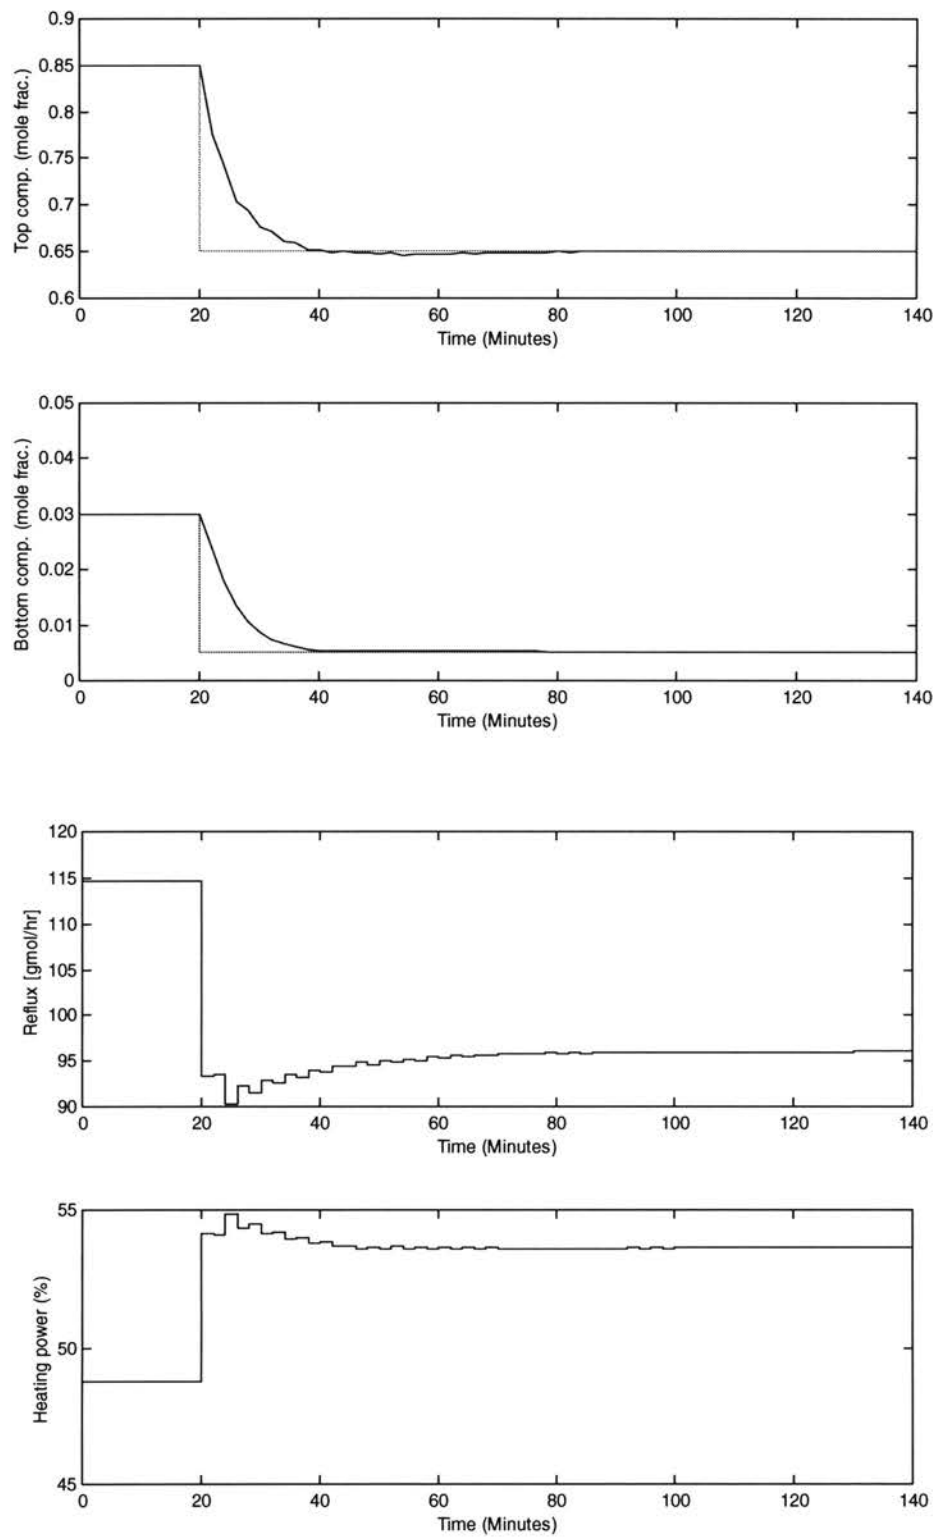 0.9
0.85
0.8
0.75
0.7
0.65
0.6
Top comp. (mole frac.)
0 20 40 60 80 100 120 140
Time (Minutes)
0.05
0.04
0.03
0.02
0.01
0
Bottom comp. (mole frac.)
0 20 40 60 80 100 120 140
Time (Minutes)
120
115
110
105
100
95
90
Reflux [gmol/hr]
0 20 40 60 80 100 120 140
Time (Minutes)
55
50
45
Heating power (%)
0 20 40 60 80 100 120 140
Time (Minutes)